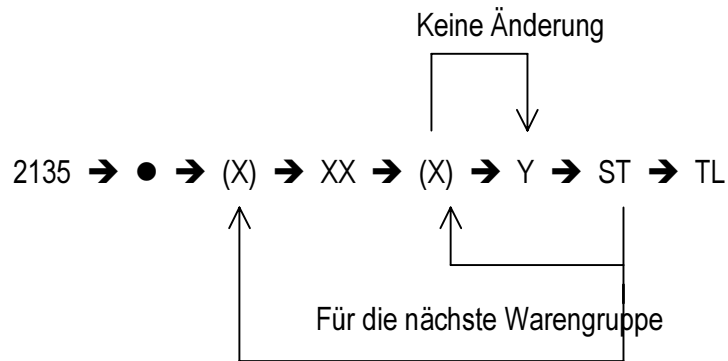 Keine Änderung
2135 ➔ ● ➔ (X) ➔ XX ➔ (X) ➔ Y ➔ ST ➔ TL
Für die nächste Warengruppe